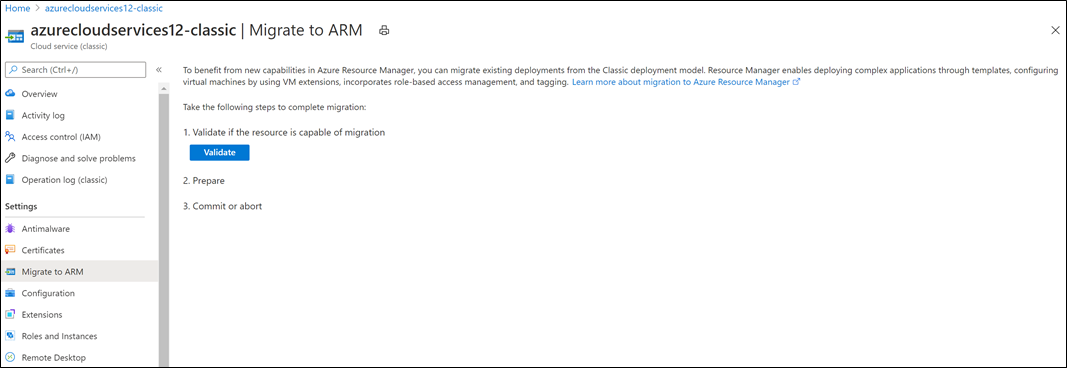 Home > azurecloudservices12-classic
azurecloudservices12-classic | Migrate to ARM
Cloud service (classic)
Search (Ctrl+/)
«
Overview
Activity log
Access control (IAM)
Diagnose and solve problems
Operation log (classic)
Settings
Antimalware
Certificates
Migrate to ARM
Configuration
Extensions
Roles and Instances
Remote Desktop
To benefit from new capabilities in Azure Resource Manager, you can migrate existing deployments from the Classic deployment model. Resource Manager enables deploying complex applications through templates, configuring
virtual machines by using VM extensions, incorporates role-based access management, and tagging. Learn more about migration to Azure Resource Manager
Take the following steps to complete migration:
1. Validate if the resource is capable of migration
Validate
2. Prepare
3. Commit or abort